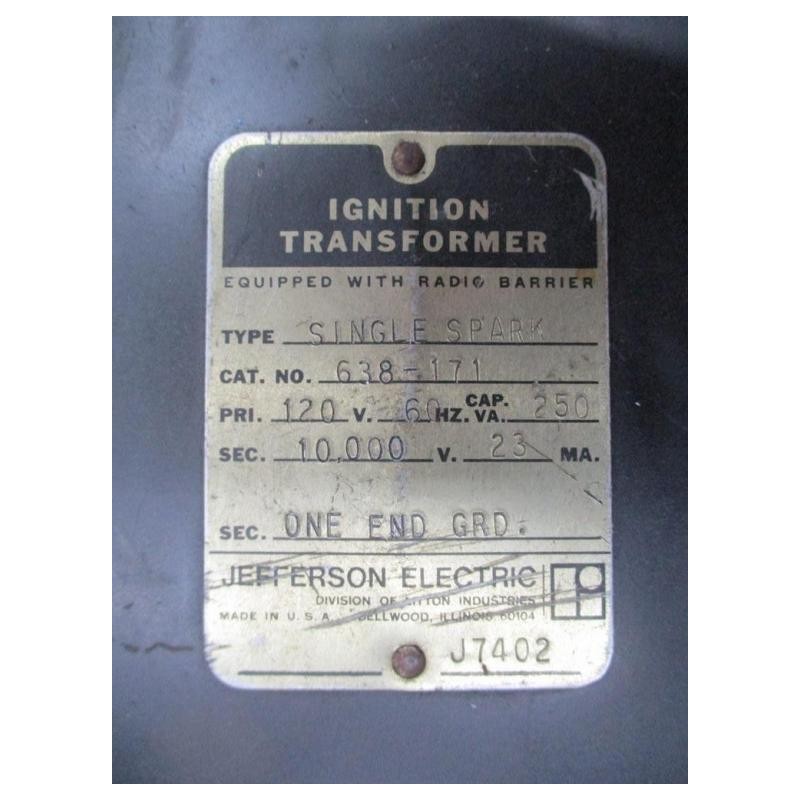 IGNITION
TRANSFORMER
EQUIPPED WITH RADIO BARRIER
TYPE SINGLE SPARK
CAT. NO. 638-171
PRI. 120 V. 60 HZ. CAP. VA. 250
SEC. 10,000 V. 23 MA.
SEC. ONE END GRD.
JEFFERSON ELECTRIC
DIVISION OF LITTON INDUSTRIES
MADE IN U.S.A. BELLWOOD, ILLINOIS 60104
J7402